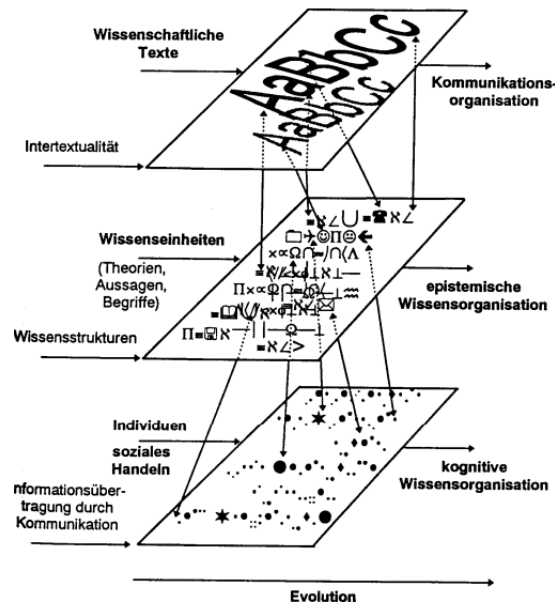 Wissenschaftliche
Texte
AaBbCc
AaBbCc
Kommunikations-
organisation
Intertextualität
Wissenseinheiten
(Theorien,
Aussagen,
Begriffe)
epistemische
Wissensorganisation
Wissensstrukturen
Individuen
soziales
Handeln
kognitive
Wissensorganisation
nformationsüber-
tragung durch
Kommunikation
Evolution